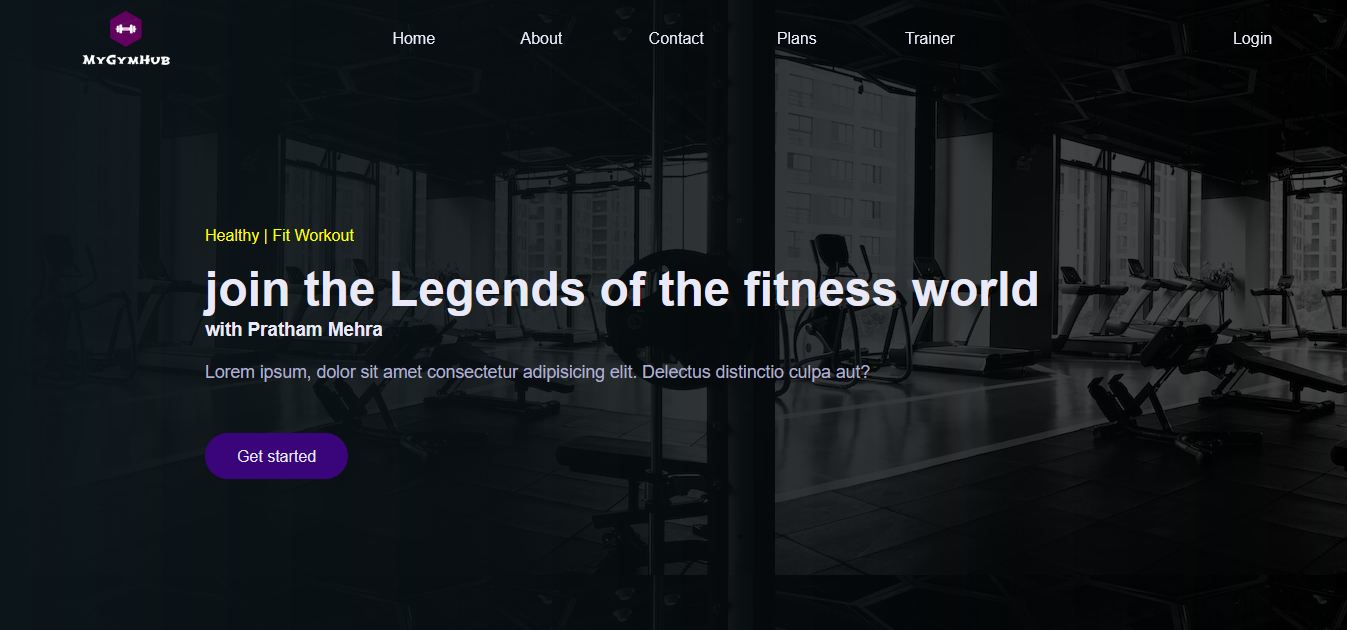 MyGymHub
Home
About
Contact
Plans
Trainer
Login
Healthy | Fit Workout
join the Legends of the fitness world
with Pratham Mehra
Lorem ipsum, dolor sit amet consectetur adipisicing elit. Delectus distinctio culpa aut?
Get started